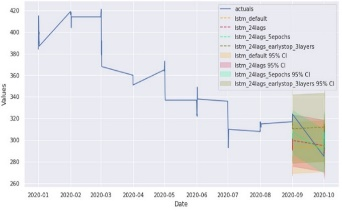 actuals
lstm_default
lstm_24lags
lstm_24lags_5epochs
lstm_24lags_earlystop_3layers
lstm_default 95% CI
lstm_24lags 95% CI
lstm_24lags_5epochs 95% CI
lstm_24lags_earlystop_3layers 95% CI
420
400
380
360
340
320
300
280
260
Values
2020-01
2020-02
2020-03
2020-04
2020-05
2020-06
2020-07
2020-08
2020-09
2020-10
Date